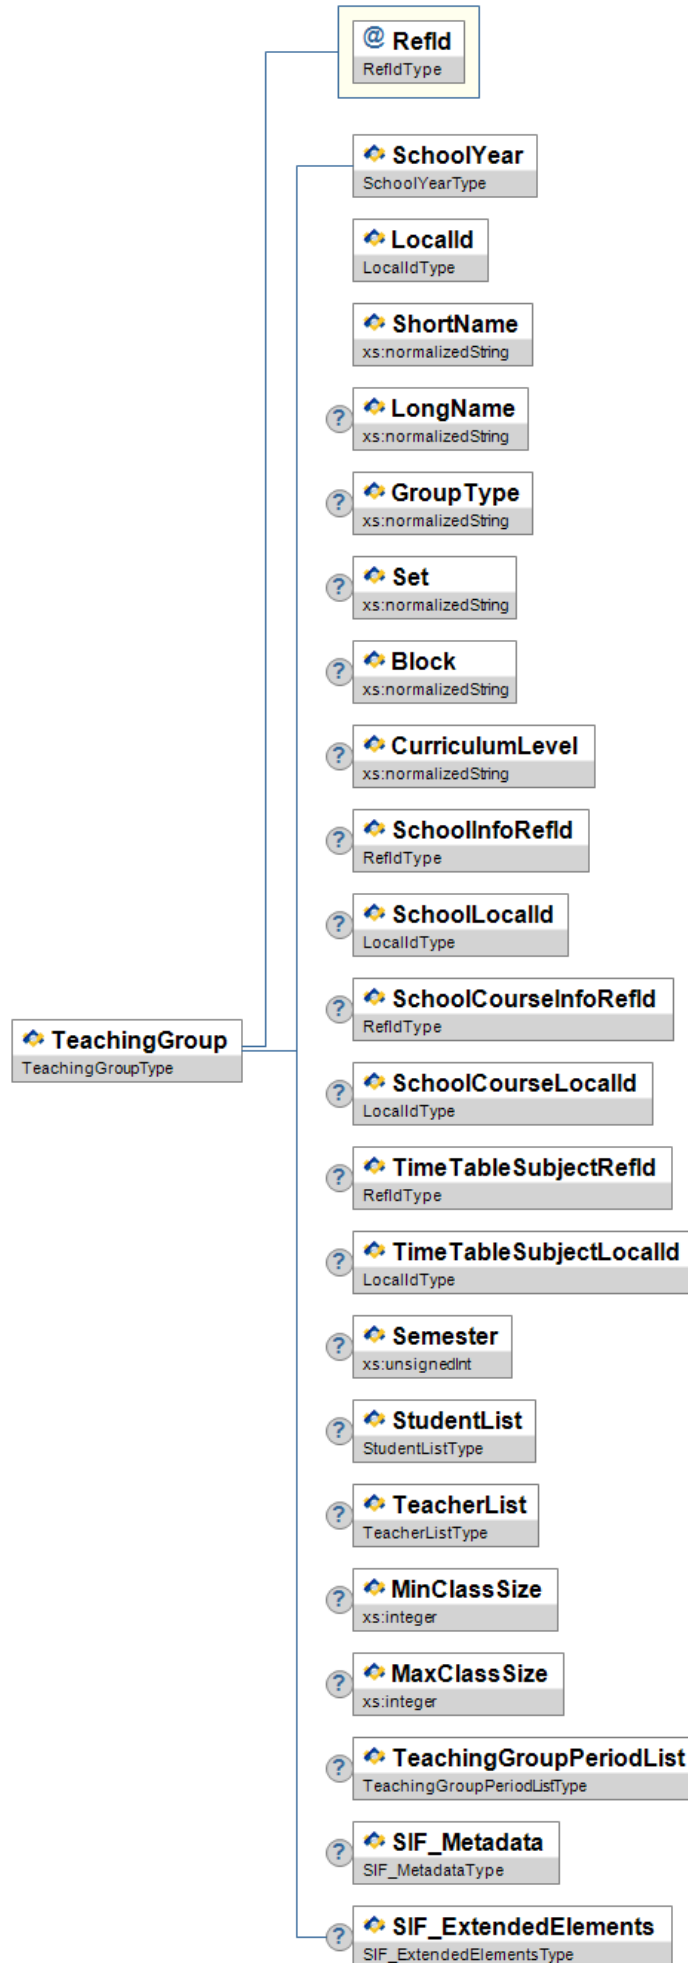 @ RefId
RefIdType
SchoolYear
SchoolYearType
LocalId
LocalIdType
ShortName
xs:normalizedString
? LongName
xs:normalizedString
? GroupType
xs:normalizedString
? Set
xs:normalizedString
? Block
xs:normalizedString
? CurriculumLevel
xs:normalizedString
? SchoolInfoRefId
RefIdType
? SchoolLocalId
LocalIdType
? SchoolCourseInfoRefId
RefIdType
TeachingGroup
TeachingGroupType
? SchoolCourseLocalId
LocalIdType
? TimeTableSubjectRefId
RefIdType
? TimeTableSubjectLocalId
LocalIdType
? Semester
xs:unsignedInt
? StudentList
StudentListType
? TeacherList
TeacherListType
? MinClassSize
xs:integer
? MaxClassSize
xs:integer
? TeachingGroupPeriodList
TeachingGroupPeriodListType
? SIF_Metadata
SIF_MetadataType
? SIF_ExtendedElements
SIF_ExtendedElementsType